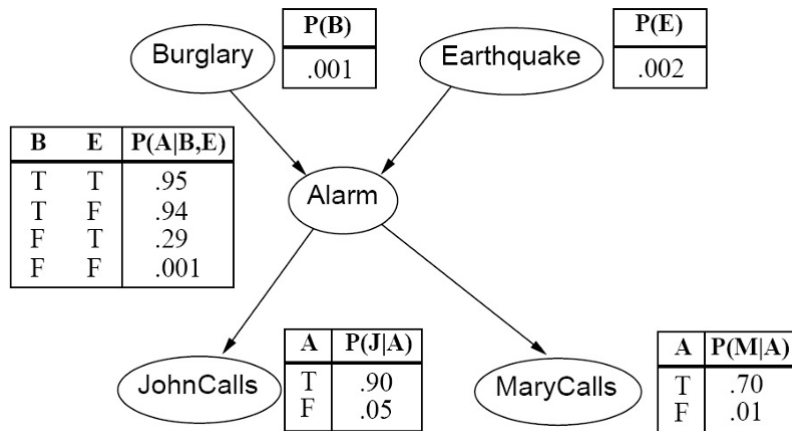 Burglary
P(B)
.001
Earthquake
P(E)
.002
B E P(A|B,E)
T T .95
T F .94
F T .29
F F .001
Alarm
JohnCalls
A P(J|A)
T .90
F .05
MaryCalls
A P(M|A)
T .70
F .01